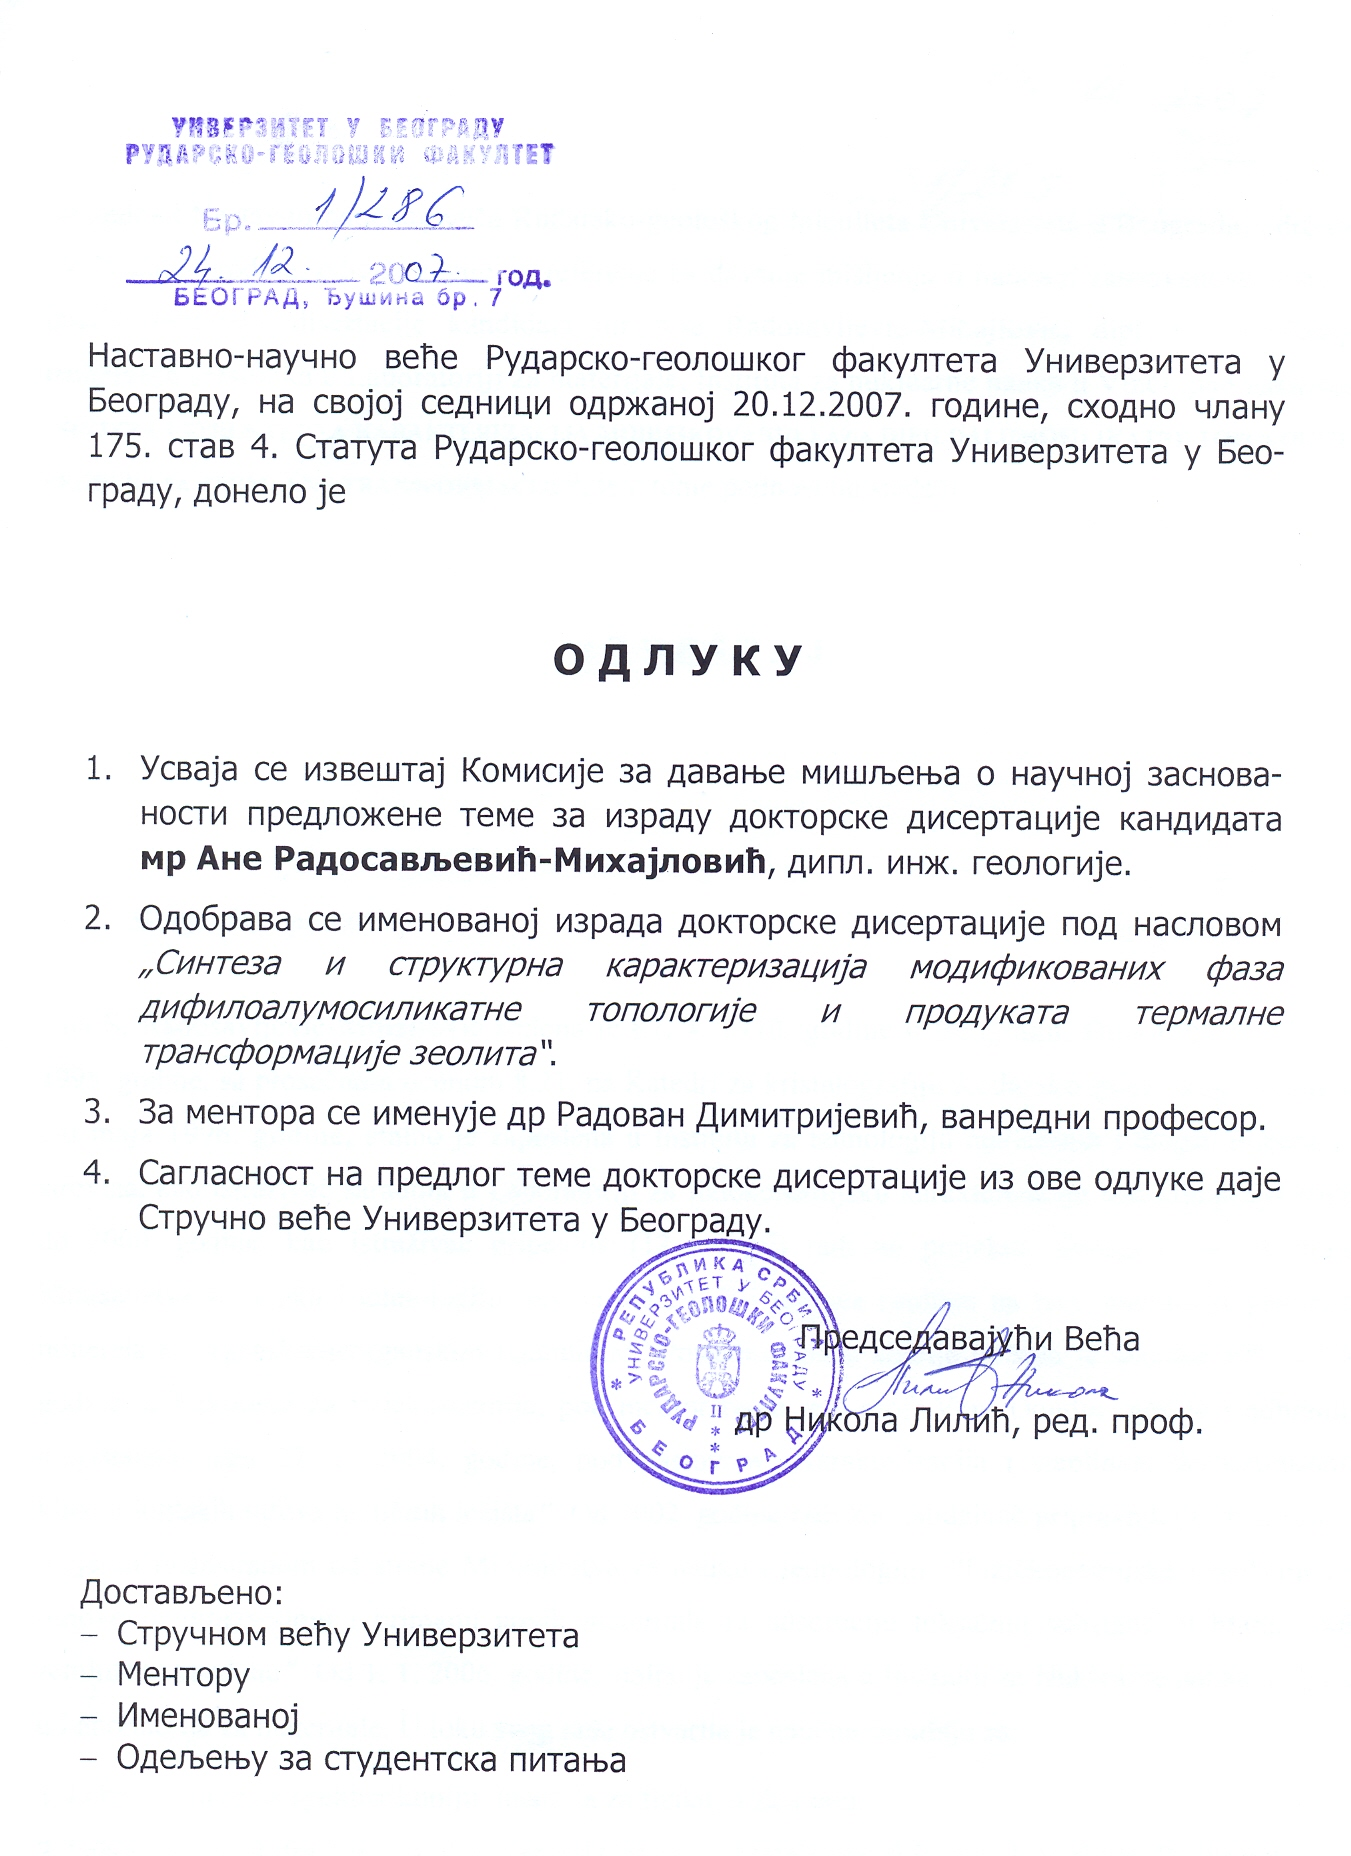 УНИВЕРЗИТЕТ У БЕОГРАДУ
РУДАРСКО-ГЕОЛОШКИ ФАКУЛТЕТ
Бр. 1/286
24. 12. 2007. год.
БЕОГРАД, Ђушина бр. 7
Наставно-научно веће Рударско-геолошког факултета Универзитета у
Београду, на својој седници одржаној 20.12.2007. године, сходно члану
175. став 4. Статута Рударско-геолошког факултета Универзитета у Бео-
граду, донело је
О Д Л У К У
1. Усваја се извештај Комисије за давање мишљења о научној заснова-
ности предложене теме за израду докторске дисертације кандидата
мр Ане Радосављевић-Михајловић, дипл. инж. геологије.
2. Одобрава се именованој израда докторске дисертације под насловом
„Синтеза и структурна карактеризација модификованих фаза
дифилоалумосиликатне топологије и продуката термалне
трансформације зеолита“.
3. За ментора се именује др Радован Димитријевић, ванредни професор.
4. Сагласност на предлог теме докторске дисертације из ове одлуке даје
Стручно веће Универзитета у Београду.
РЕПУБЛИКА СРБИЈА
УНИВЕРЗИТЕТ У БЕОГРАДУ
РУДАРСКО-ГЕОЛОШКИ ФАКУЛТЕТ
II
БЕОГРАД
Председавајући Већа
Лилић Никола
др Никола Лилић, ред. проф.
Достављено:
– Стручном већу Универзитета
– Ментору
– Именованој
– Одељењу за студентска питања